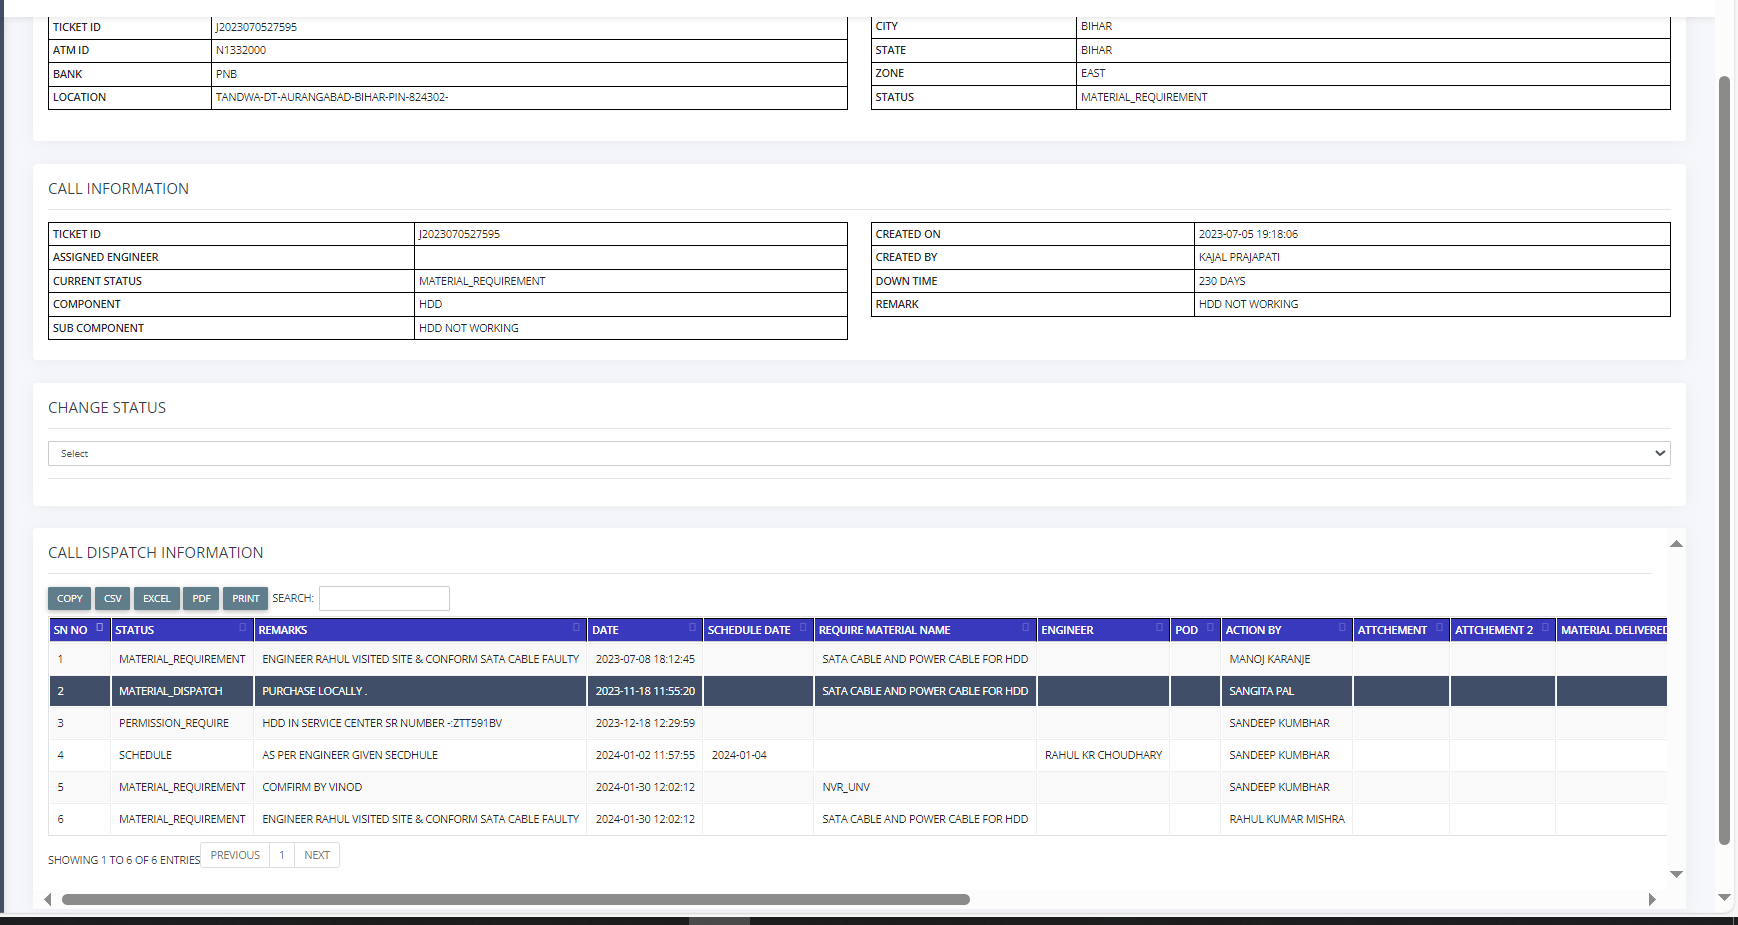 TICKET ID J2023070527595
ATM ID N1332000
BANK PNB
LOCATION TANDWA-DT-AURANGABAD-BIHAR-PIN-824302-
CITY BIHAR
STATE BIHAR
ZONE EAST
STATUS MATERIAL_REQUIREMENT
CALL INFORMATION
TICKET ID J2023070527595
ASSIGNED ENGINEER
CURRENT STATUS MATERIAL_REQUIREMENT
COMPONENT HDD
SUB COMPONENT HDD NOT WORKING
CREATED ON 2023-07-05 19:18:06
CREATED BY KAJAL PRAJAPATI
DOWN TIME 230 DAYS
REMARK HDD NOT WORKING
CHANGE STATUS
Select
CALL DISPATCH INFORMATION
COPY CSV EXCEL PDF PRINT SEARCH:
SN NO STATUS REMARKS DATE SCHEDULE DATE REQUIRE MATERIAL NAME ENGINEER POD ACTION BY ATTCHEMENT ATTCHEMENT 2 MATERIAL DELIVERED
1 MATERIAL_REQUIREMENT ENGINEER RAHUL VISITED SITE & CONFORM SATA CABLE FAULTY 2023-07-08 18:12:45 SATA CABLE AND POWER CABLE FOR HDD MANOJ KARANJE
2 MATERIAL_DISPATCH PURCHASE LOCALLY . 2023-11-18 11:55:20 SATA CABLE AND POWER CABLE FOR HDD SANGITA PAL
3 PERMISSION_REQUIRE HDD IN SERVICE CENTER SR NUMBER -:ZTT591BV 2023-12-18 12:29:59 SANDEEP KUMBHAR
4 SCHEDULE AS PER ENGINEER GIVEN SECDHULE 2024-01-02 11:57:55 2024-01-04 RAHUL KR CHOUDHARY SANDEEP KUMBHAR
5 MATERIAL_REQUIREMENT COMFIRM BY VINOD 2024-01-30 12:02:12 NVR_UNV SANDEEP KUMBHAR
6 MATERIAL_REQUIREMENT ENGINEER RAHUL VISITED SITE & CONFORM SATA CABLE FAULTY 2024-01-30 12:02:12 SATA CABLE AND POWER CABLE FOR HDD RAHUL KUMAR MISHRA
SHOWING 1 TO 6 OF 6 ENTRIES PREVIOUS 1 NEXT